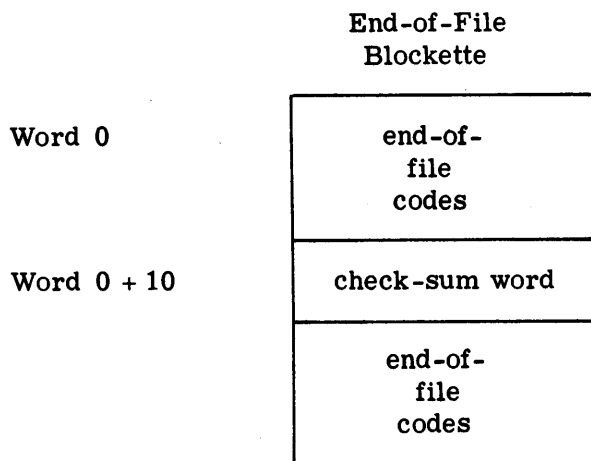 End-of-File
Blockette
Word 0
end-of-
file
codes
Word 0 + 10
check-sum word
end-of-
file
codes